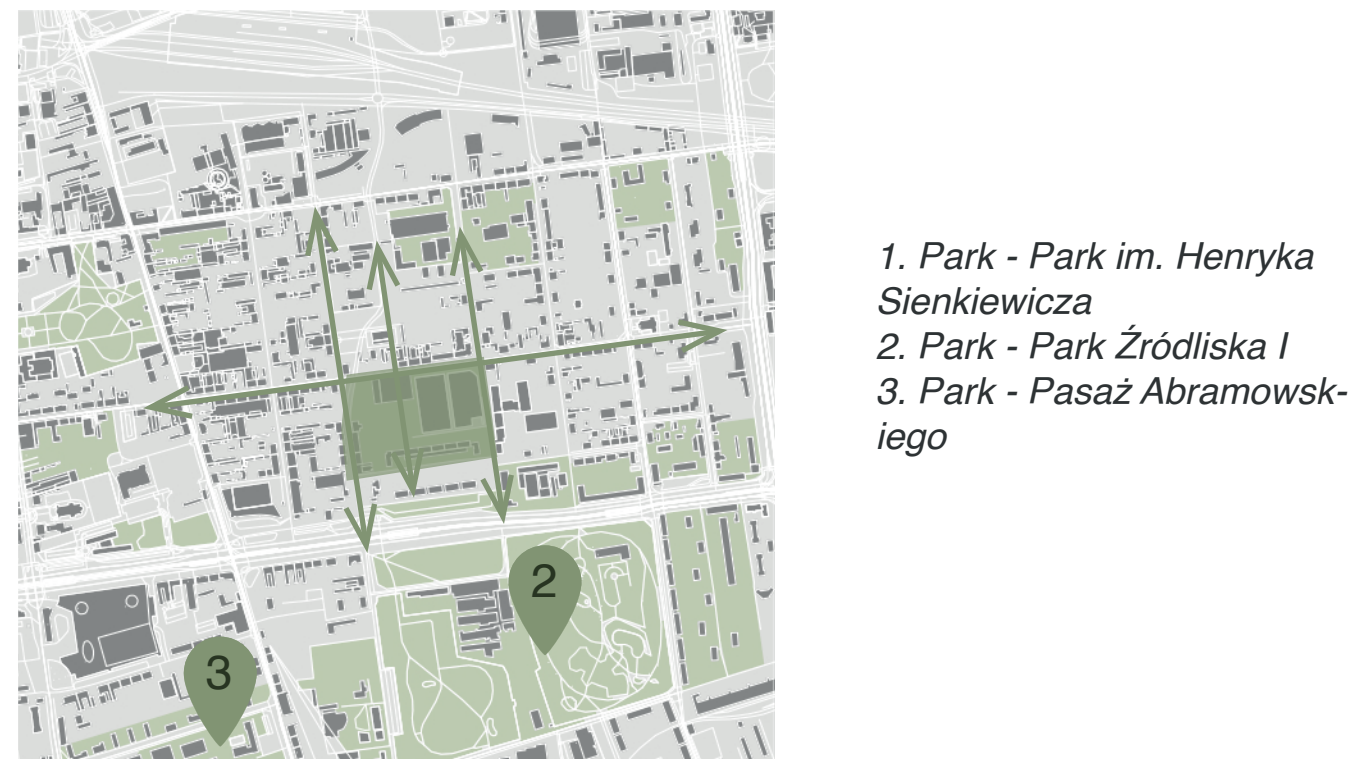 2
3
1. Park - Park im. Henryka
Sienkiewicza
2. Park - Park Źródliska I
3. Park - Pasaż Abramowsk-
iego